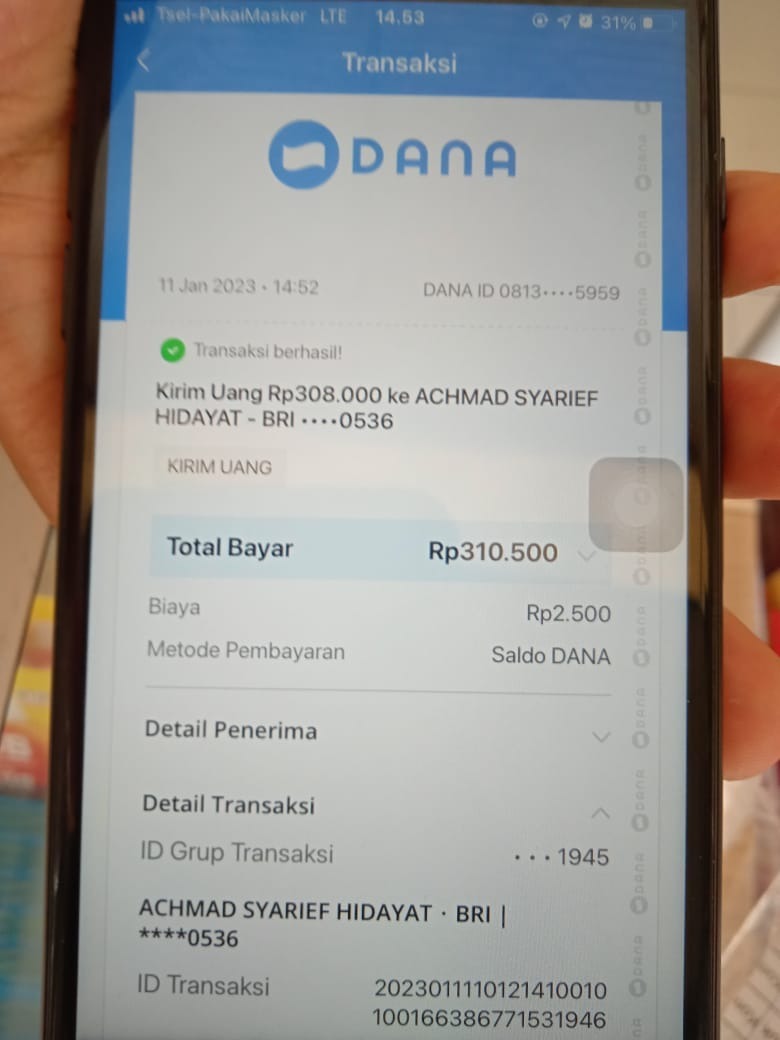 Tsel-PakaiMasker LTE 14.53 31%
Transaksi
DANA
11 Jan 2023 • 14:52 DANA ID 0813····5959
Transaksi berhasil!
Kirim Uang Rp308.000 ke ACHMAD SYARIEF
HIDAYAT - BRI ····0536
KIRIM UANG
Total Bayar Rp310.500
Biaya Rp2.500
Metode Pembayaran Saldo DANA
Detail Penerima
Detail Transaksi
ID Grup Transaksi ···1945
ACHMAD SYARIEF HIDAYAT · BRI |
****0536
ID Transaksi 2023011110121410010
100166386771531946